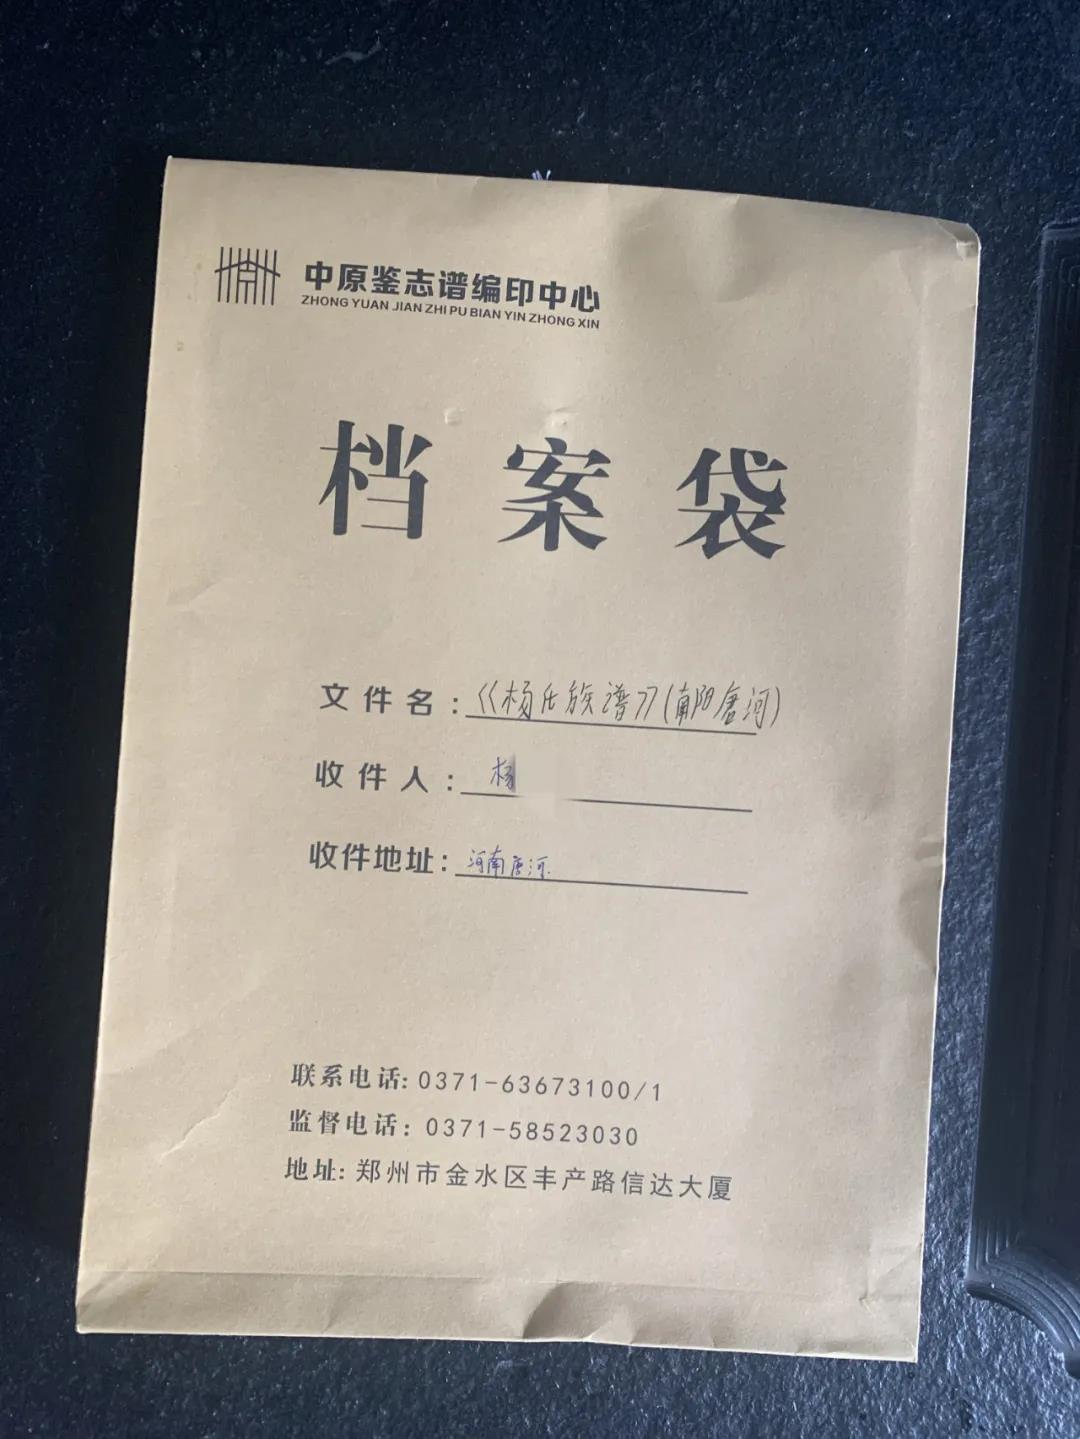 中原鉴志谱编印中心
ZHONG YUAN JIAN ZHI PU BIAN YIN ZHONG XIN
档案袋
文件名：《杨氏族谱》(南阳唐河)
收件人：杨
收件地址：河南唐河
联系电话: 0371-63673100/1
监督电话: 0371-58523030
地址: 郑州市金水区丰产路信达大厦